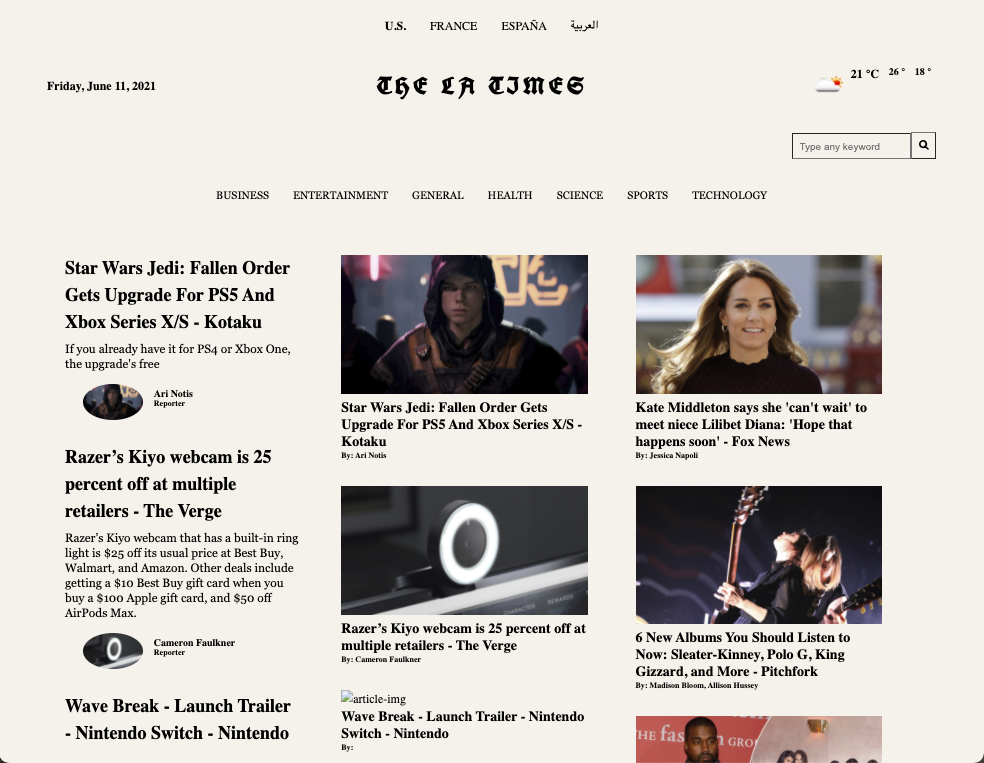 U.S. FRANCE ESPAÑA العربية
Friday, June 11, 2021
THE LA TIMES
21 °C 26 ° 18 °
Type any keyword
BUSINESS ENTERTAINMENT GENERAL HEALTH SCIENCE SPORTS TECHNOLOGY
Star Wars Jedi: Fallen Order
Gets Upgrade For PS5 And
Xbox Series X/S - Kotaku
If you already have it for PS4 or Xbox One,
the upgrade's free
Ari Notis
Reporter
Razer’s Kiyo webcam is 25
percent off at multiple
retailers - The Verge
Razer’s Kiyo webcam that has a built-in ring
light is $25 off its usual price at Best Buy,
Walmart, and Amazon. Other deals include
getting a $10 Best Buy gift card when you
buy a $100 Apple gift card, and $50 off
AirPods Max.
Cameron Faulkner
Reporter
Wave Break - Launch Trailer
- Nintendo Switch - Nintendo
Star Wars Jedi: Fallen Order Gets
Upgrade For PS5 And Xbox Series X/S -
Kotaku
By: Ari Notis
CHARACTER REWARDS
Razer’s Kiyo webcam is 25 percent off at
multiple retailers - The Verge
By: Cameron Faulkner
article-img
Wave Break - Launch Trailer - Nintendo
Switch - Nintendo
By:
Kate Middleton says she 'can't wait' to
meet niece Lilibet Diana: 'Hope that
happens soon' - Fox News
By: Jessica Napoli
6 New Albums You Should Listen to
Now: Sleater-Kinney, Polo G, King
Gizzard, and More - Pitchfork
By: Madison Bloom, Allison Hussey
THE fas
GRO